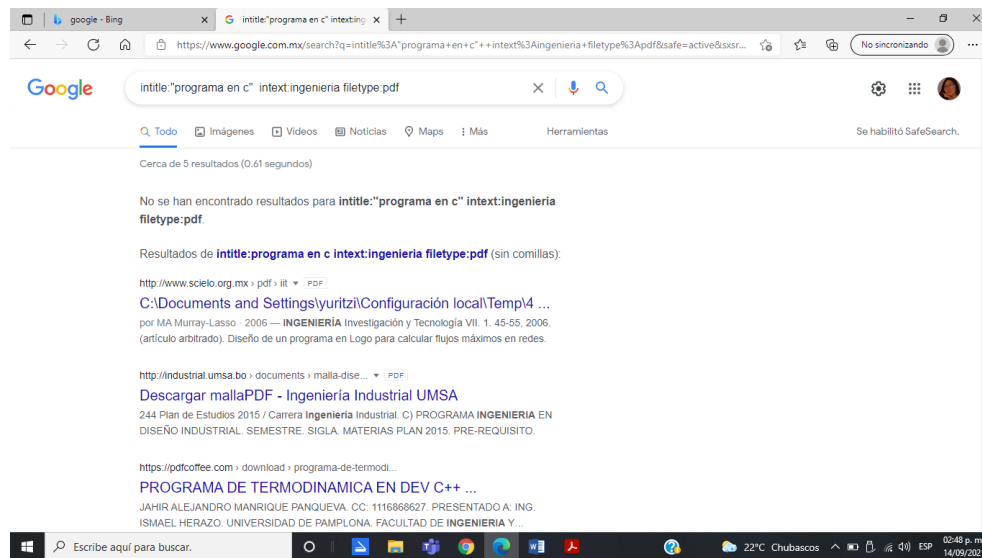 google - Bing
intitle:"programa en c" intext:ing
https://www.google.com.mx/search?q=intitle%3A"programa+en+c"++intext%3Aingenieria+filetype%3Apdf&safe=active&sxsr...
No sincronizando
Google
intitle:"programa en c" intext:ingenieria filetype:pdf
Todo
Imágenes
Videos
Noticias
Maps
Más
Herramientas
Se habilitó SafeSearch.
Cerca de 5 resultados (0.61 segundos)
No se han encontrado resultados para intitle:"programa en c" intext:ingenieria
filetype:pdf.
Resultados de intitle:programa en c intext:ingenieria filetype:pdf (sin comillas):
http://www.scielo.org.mx › pdf › iit PDF
C:\Documents and Settings\yuritzi\Configuración local\Temp\4 ...
por MA Murray-Lasso · 2006 — INGENIERÍA Investigación y Tecnología VII. 1. 45-55, 2006.
(artículo arbitrado). Diseño de un programa en Logo para calcular flujos máximos en redes.
http://industrial.umsa.bo › documents › malla-dise... PDF
Descargar mallaPDF - Ingeniería Industrial UMSA
244 Plan de Estudios 2015 / Carrera Ingeniería Industrial. C) PROGRAMA INGENIERIA EN
DISEÑO INDUSTRIAL. SEMESTRE. SIGLA. MATERIAS PLAN 2015. PRE-REQUISITO.
https://pdfcoffee.com › download › programa-de-termodi...
PROGRAMA DE TERMODINAMICA EN DEV C++ ...
JAHIR ALEJANDRO MANRIQUE PANQUEVA. CC: 1116868627. PRESENTADO A: ING.
ISMAEL HERAZO. UNIVERSIDAD DE PAMPLONA. FACULTAD DE INGENIERIA Y...
Escribe aquí para buscar.
22°C Chubascos
ESP
02:48 p. m.
14/09/202